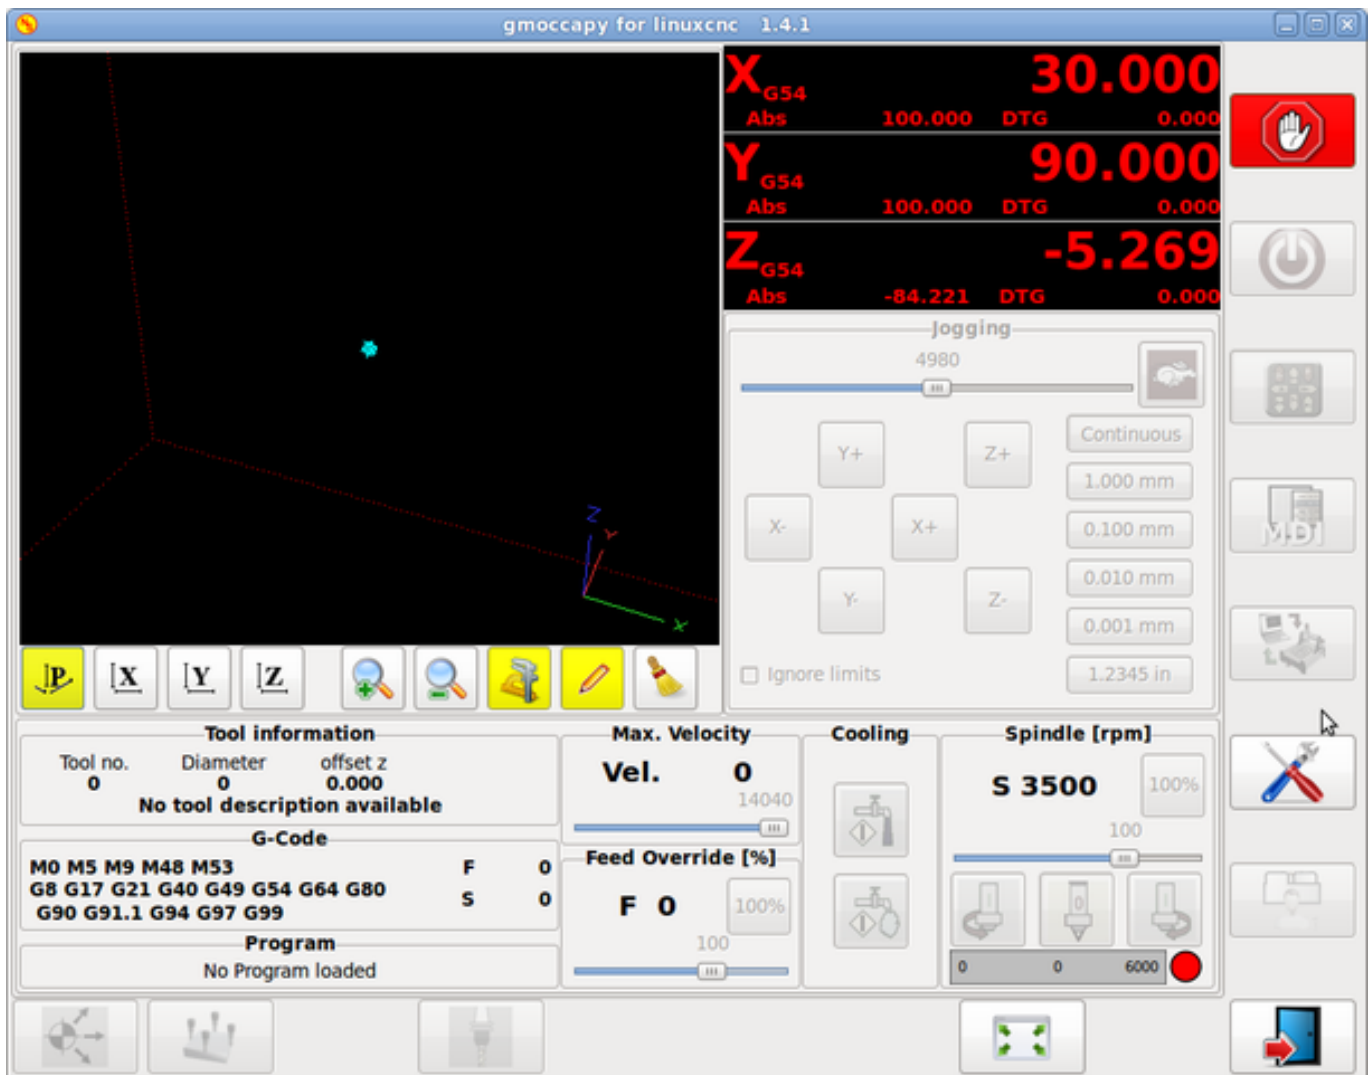 gmoccapy for linuxcnc 1.4.1
X G54 30.000
Abs 100.000 DTG 0.000
Y G54 90.000
Abs 100.000 DTG 0.000
Z G54 -5.269
Abs -84.221 DTG 0.000
Z
Y
X
Jogging
4980
Continuous
Y+ Z+
1.000 mm
X- X+
0.100 mm
0.010 mm
Y- Z-
0.001 mm
Ignore limits
1.2345 in
MDI
P X Y Z
Tool information
Tool no. Diameter offset z
0 0 0.000
No tool description available
G-Code
M0 M5 M9 M48 M53 F 0
G8 G17 G21 G40 G49 G54 G64 G80 S 0
G90 G91.1 G94 G97 G99
Program
No Program loaded
Max. Velocity
Vel. 0
14040
Feed Override [%]
F 0 100%
100
Cooling
Spindle [rpm]
S 3500 100%
100
0
0 0 6000